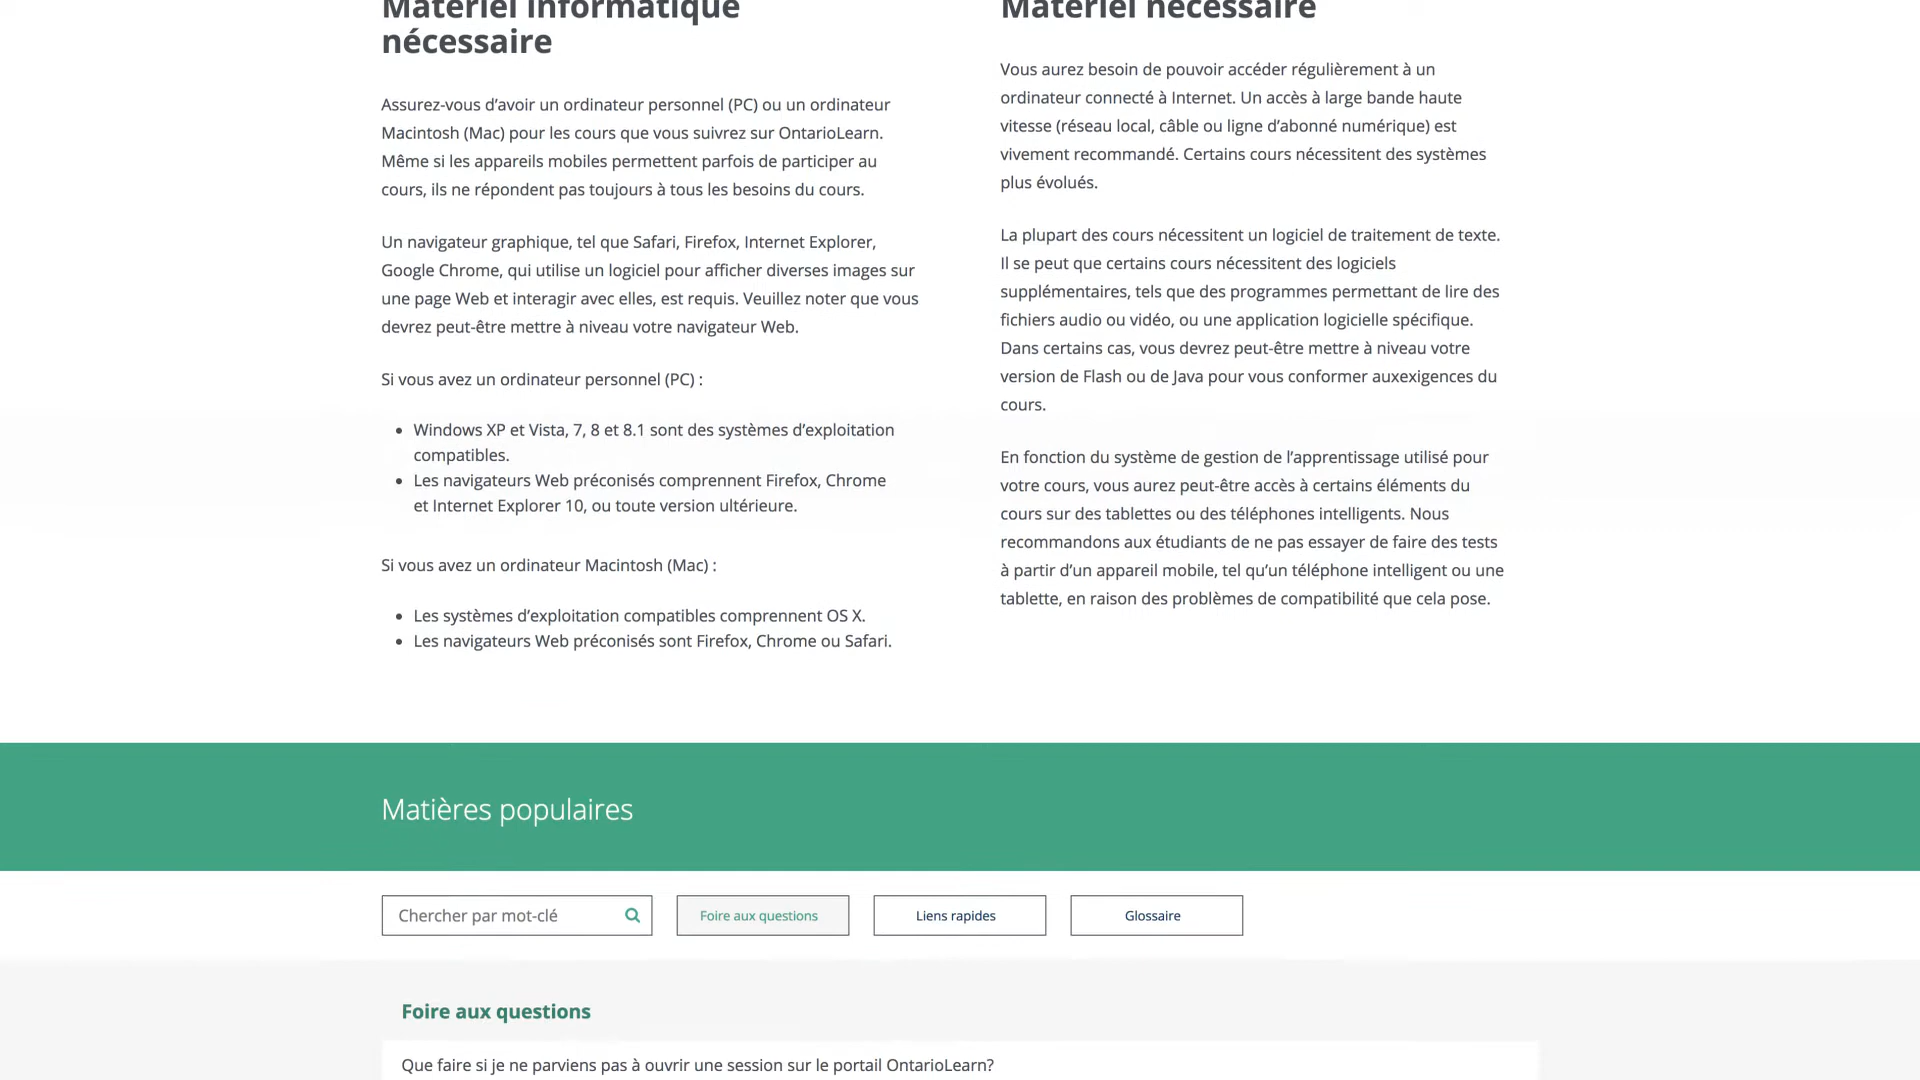 Matériel informatique
nécessaire
Assurez-vous d’avoir un ordinateur personnel (PC) ou un ordinateur
Macintosh (Mac) pour les cours que vous suivrez sur OntarioLearn.
Même si les appareils mobiles permettent parfois de participer au
cours, ils ne répondent pas toujours à tous les besoins du cours.
Un navigateur graphique, tel que Safari, Firefox, Internet Explorer,
Google Chrome, qui utilise un logiciel pour afficher diverses images sur
une page Web et interagir avec elles, est requis. Veuillez noter que vous
devrez peut-être mettre à niveau votre navigateur Web.
Si vous avez un ordinateur personnel (PC) :
• Windows XP et Vista, 7, 8 et 8.1 sont des systèmes d’exploitation
compatibles.
• Les navigateurs Web préconisés comprennent Firefox, Chrome
et Internet Explorer 10, ou toute version ultérieure.
Si vous avez un ordinateur Macintosh (Mac) :
• Les systèmes d’exploitation compatibles comprennent OS X.
• Les navigateurs Web préconisés sont Firefox, Chrome ou Safari.
Matériel nécessaire
Vous aurez besoin de pouvoir accéder régulièrement à un
ordinateur connecté à Internet. Un accès à large bande haute
vitesse (réseau local, câble ou ligne d’abonné numérique) est
vivement recommandé. Certains cours nécessitent des systèmes
plus évolués.
La plupart des cours nécessitent un logiciel de traitement de texte.
Il se peut que certains cours nécessitent des logiciels
supplémentaires, tels que des programmes permettant de lire des
fichiers audio ou vidéo, ou une application logicielle spécifique.
Dans certains cas, vous devrez peut-être mettre à niveau votre
version de Flash ou de Java pour vous conformer auxexigences du
cours.
En fonction du système de gestion de l’apprentissage utilisé pour
votre cours, vous aurez peut-être accès à certains éléments du
cours sur des tablettes ou des téléphones intelligents. Nous
recommandons aux étudiants de ne pas essayer de faire des tests
à partir d’un appareil mobile, tel qu’un téléphone intelligent ou une
tablette, en raison des problèmes de compatibilité que cela pose.
Matières populaires
Chercher par mot-clé
Foire aux questions
Liens rapides
Glossaire
Foire aux questions
Que faire si je ne parviens pas à ouvrir une session sur le portail OntarioLearn?